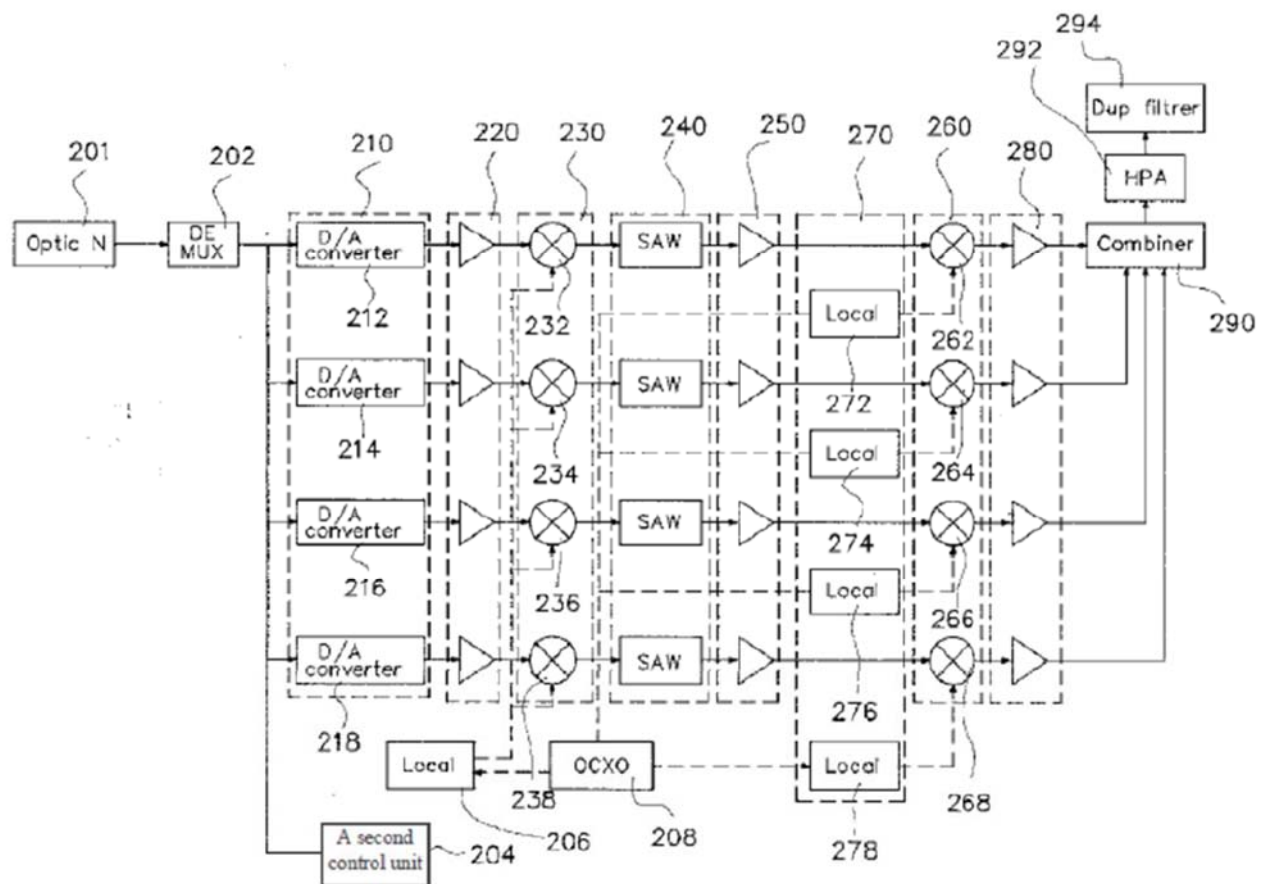 294
292
Dup filtrer
201
202
210
220
230
240
250
270
260
280
HPA
Optic N
DE
MUX
D/A
converter
SAW
Combiner
212
232
Local
262
290
D/A
converter
SAW
272
214
234
Local
264
D/A
converter
SAW
274
216
236
Local
266
D/A
converter
SAW
276
218
Local
238
OCXO
Local
268
206
208
278
A second
control unit
204